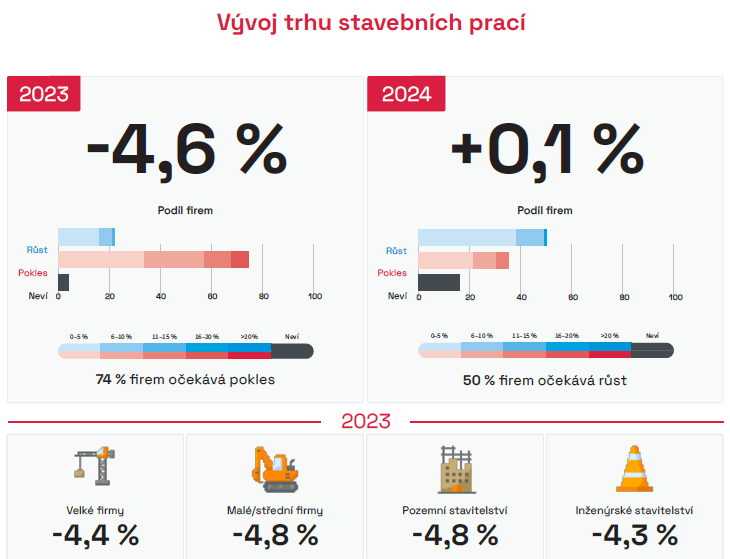 Vývoj trhu stavebních prací
2023
-4,6 %
Podíl firem
Růst
Pokles
Neví
0 20 40 60 80 100
0–5 % 6–10 % 11–15 % 16–20 % >20 % Neví
74 % firem očekává pokles
2024
+0,1 %
Podíl firem
Růst
Pokles
Neví
0 20 40 60 80 100
0–5 % 6–10 % 11–15 % 16–20 % >20 % Neví
50 % firem očekává růst
2023
Velké firmy
-4,4 %
Malé/střední firmy
-4,8 %
Pozemní stavitelství
-4,8 %
Inženýrské stavitelství
-4,3 %